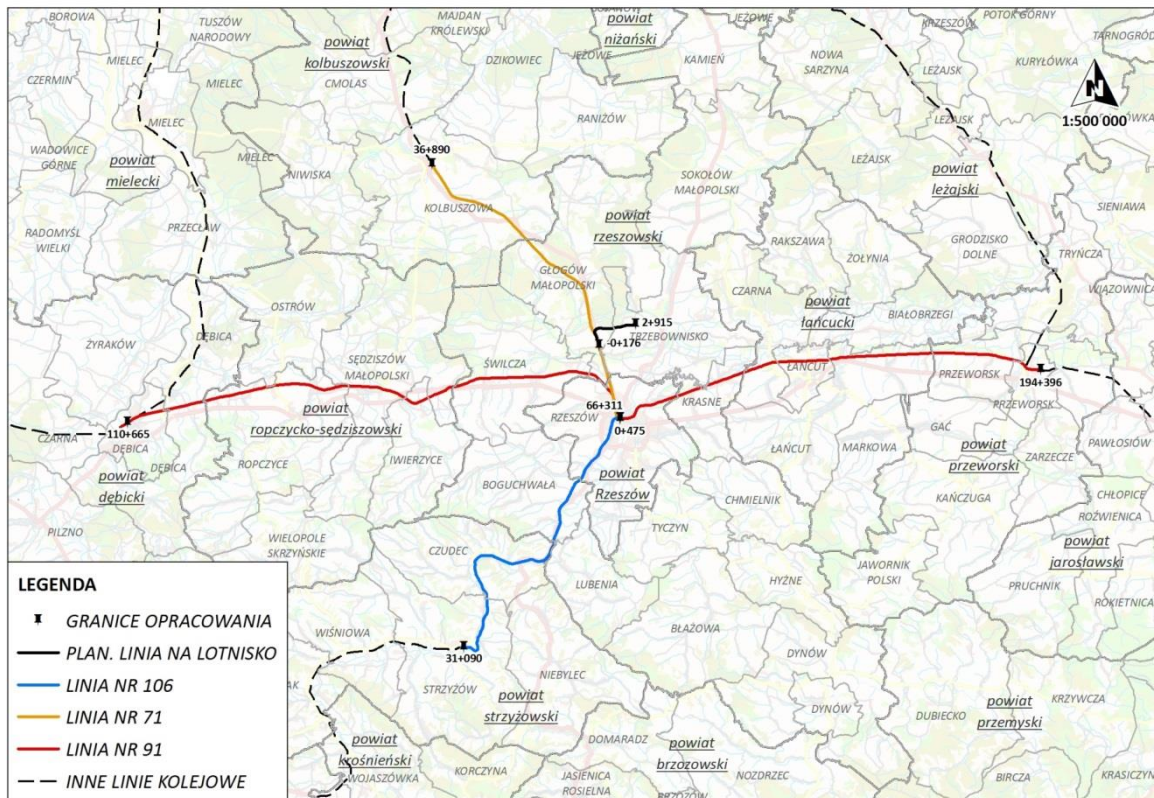 BOROWA
TUSZÓW
NARODOWY
MIELEC
CZERMIN
MIELEC
MIELEC
WADOWICE
GÓRNE
powiat
mielecki
MIELEC
RADOMYŚL
WIELKI
PRZECŁAW
NIWISKA
powiat
kolbuszowski
CMOLAS
MAJDAN
KRÓLEWSKI
DZIKOWIEC
JEŻOWE
powiat
niżański
JEŻOWE
KAMIEŃ
RANIŻÓW
36+890
KOLBUSZOWA
SOKOŁÓW
MAŁOPOLSKI
powiat
rzeszowski
KRZESZÓW
POTOK GÓRNY
TARNOGRÓD
NOWA
SARZYNA
LEŻAJSK
KURYŁÓWKA
N
1:500 000
LEŻAJSK
LEŻAJSK
powiat
leżajski
SIENIAWA
RAKSZAWA
ŻOŁYNIA
GRODZISKO
DOLNE
TRYŃCZA
WIĄZOWNICA
CZARNA
powiat
łańcucki
BIAŁOBRZEGI
GŁOGÓW
MAŁOPOLSKI
2+915
TRZEBOWNISKO
-0+176
OSTRÓW
DĘBICA
ŻYRAKÓW
SĘDZISZÓW
MAŁOPOLSKI
ŚWILCZA
ŁAŃCUT
PRZEWORSK
194+396
PRZEWORSK
KRASNE
66+311
RZESZÓW
0+475
110+665
CZARNA
DĘBICA
powiat
dębicki
DĘBICA
powiat
ropczycko-sędziszowski
ROPCZYCE
IWIERZYCE
BOGUCHWAŁA
powiat
Rzeszów
ŁAŃCUT
MARKOWA
GAĆ
powiat
przeworski
ZARZECZE
PAWŁOSIÓW
CHŁOPICE
ROŹWIENICA
KAŃCZUGA
CHMIELNIK
TYCZYN
PILZNO
WIELOPOLE
SKRZYŃSKIE
CZUDEC
LUBENIA
HYŻNE
JAWORNIK
POLSKI
powiat
jarosławski
PRUCHNIK
ROKIETNICA
BŁAŻOWA
DYNÓW
WIŚNIOWA
31+090
STRZYŻÓW
NIEBYLEC
powiat
strzyżowski
DYNÓW
DUBIECKO
powiat
przemyski
KRZYWCZA
powiat
krośnieński
WOJASZÓWKA
KORCZYNA
DOMARADZ
JASIENICA
ROSIELNA
powiat
brzozowski
NOZDRZEC
BIRCZA
KRASICZYN
LEGENDA
GRANICE OPRACOWANIA
PLAN. LINIA NA LOTNISKO
LINIA NR 106
LINIA NR 71
LINIA NR 91
INNE LINIE KOLEJOWE